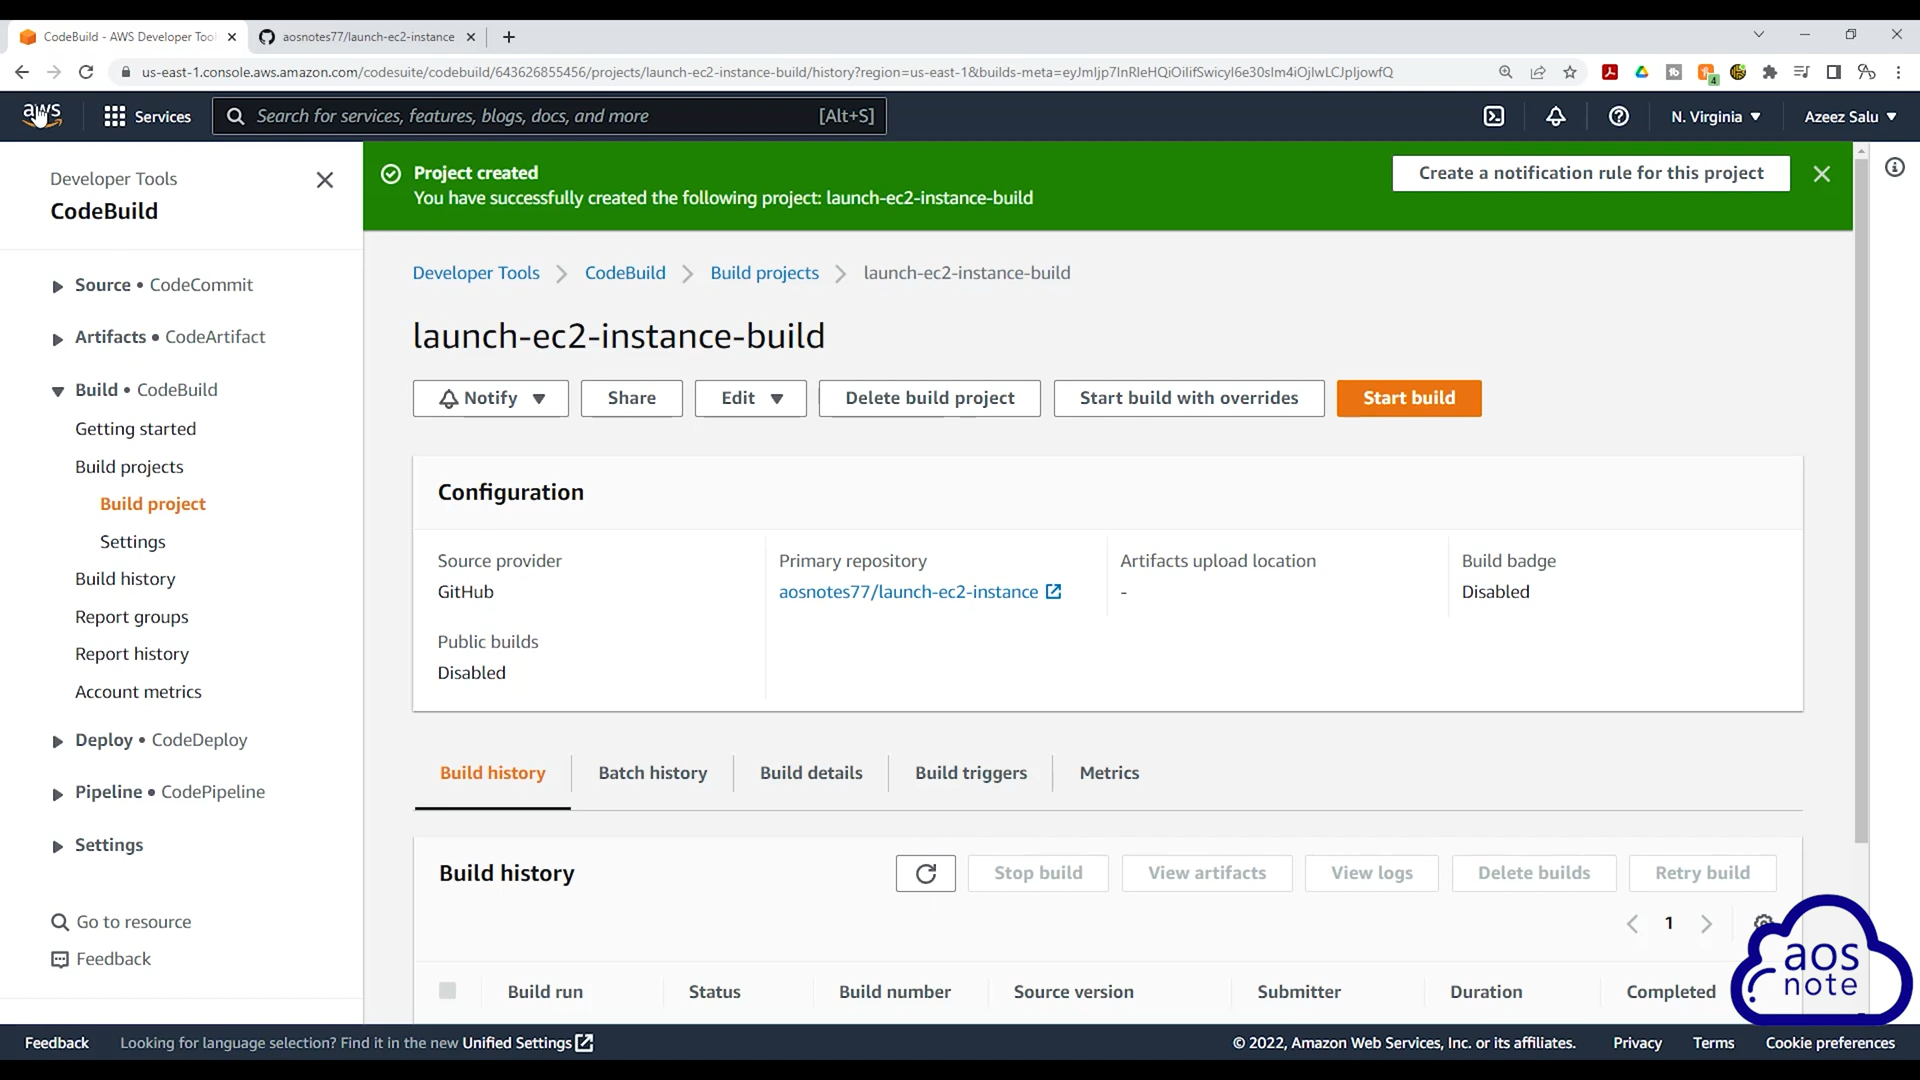 CodeBuild - AWS Developer Tool
aosnotes77/launch-ec2-instance
us-east-1.console.aws.amazon.com/codesuite/codebuild/643626855456/projects/launch-ec2-instance-build/history?region=us-east-1&builds-meta=
4
aws
Services
Search for services, features, blogs, docs, and more
[Alt+S]
N. Virginia
Azeez Salu
Developer Tools
CodeBuild
Source • CodeCommit
Artifacts • CodeArtifact
Build • CodeBuild
Getting started
Build projects
Build project
Settings
Build history
Report groups
Report history
Account metrics
Deploy • CodeDeploy
Pipeline • CodePipeline
Settings
Go to resource
Feedback
Project created
You have successfully created the following project: launch-ec2-instance-build
Create a notification rule for this project
Developer Tools
CodeBuild
Build projects
launch-ec2-instance-build
launch-ec2-instance-build
Notify
Share
Edit
Delete build project
Start build with overrides
Start build
Configuration
Source provider
GitHub
Primary repository
aosnotes77/launch-ec2-instance
Artifacts upload location
-
Build badge
Disabled
Public builds
Disabled
Build history
Batch history
Build details
Build triggers
Metrics
Build history
Stop build
View artifacts
View logs
Delete builds
Retry build
1
Build run
Status
Build number
Source version
Submitter
Duration
Completed
aos
note
Feedback
Looking for language selection? Find it in the new Unified Settings
© 2022, Amazon Web Services, Inc. or its affiliates.
Privacy
Terms
Cookie preferences